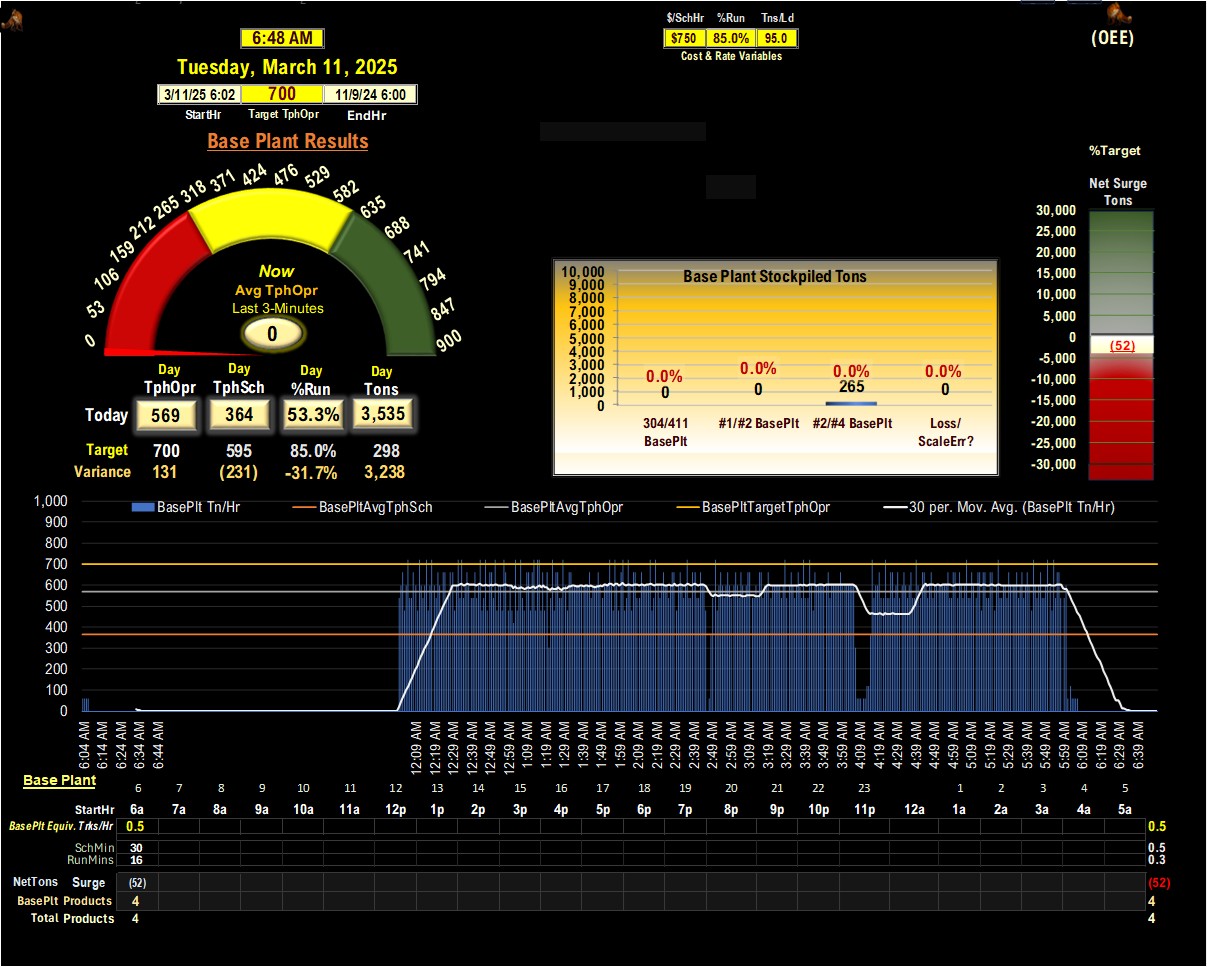 $/SchHr %Run Tns/Ld
$750 85.0% 95.0
Cost & Rate Variables
(OEE)
6:48 AM
Tuesday, March 11, 2025
3/11/25 6:02 700 11/9/24 6:00
StartHr Target TphOpr EndHr
Base Plant Results
0 53 106 159 212 265 318 371 424 476 529 582 635 688 741 794 847 900
Now
Avg TphOpr
Last 3-Minutes
0
Day Day Day Day
TphOpr TphSch %Run Tons
Today 569 364 53.3% 3,535
Target 700 595 85.0% 298
Variance 131 (231) -31.7% 3,238
Base Plant Stockpiled Tons
10,000
9,000
8,000
7,000
6,000
5,000
4,000
3,000
2,000
1,000
0
0.0% 0.0% 0.0% 0.0%
0 0 265 0
304/411 BasePlt
#1/#2 BasePlt
#2/#4 BasePlt
Loss/ ScaleErr?
%Target
Net Surge
Tons
30,000
25,000
20,000
15,000
10,000
5,000
0
(52)
-5,000
-10,000
-15,000
-20,000
-25,000
-30,000
BasePlt Tn/Hr BasePltAvgTphSch BasePltAvgTphOpr BasePltTargetTphOpr 30 per. Mov. Avg. (BasePlt Tn/Hr)
1,000
900
800
700
600
500
400
300
200
100
0
6:04 AM 6:14 AM 6:24 AM 6:34 AM 6:44 AM 12:09 AM 12:19 AM 12:29 AM 12:39 AM 12:49 AM 12:59 AM 1:09 AM 1:19 AM 1:29 AM 1:39 AM 1:49 AM 1:59 AM 2:09 AM 2:19 AM 2:29 AM 2:39 AM 2:49 AM 2:59 AM 3:09 AM 3:19 AM 3:29 AM 3:39 AM 3:49 AM 3:59 AM 4:09 AM 4:19 AM 4:29 AM 4:39 AM 4:49 AM 4:59 AM 5:09 AM 5:19 AM 5:29 AM 5:39 AM 5:49 AM 5:59 AM 6:09 AM 6:19 AM 6:29 AM 6:39 AM
Base Plant
6 7 8 9 10 11 12 13 14 15 16 17 18 19 20 21 22 23 1 2 3 4 5
StartHr 6a 7a 8a 9a 10a 11a 12p 1p 2p 3p 4p 5p 6p 7p 8p 9p 10p 11p 12a 1a 2a 3a 4a 5a
BasePlt Equiv. Trks/Hr 0.5 0.5
SchMin 30 0.5
RunMins 16 0.3
NetTons Surge (52) (52)
BasePlt Products 4 4
Total Products 4 4